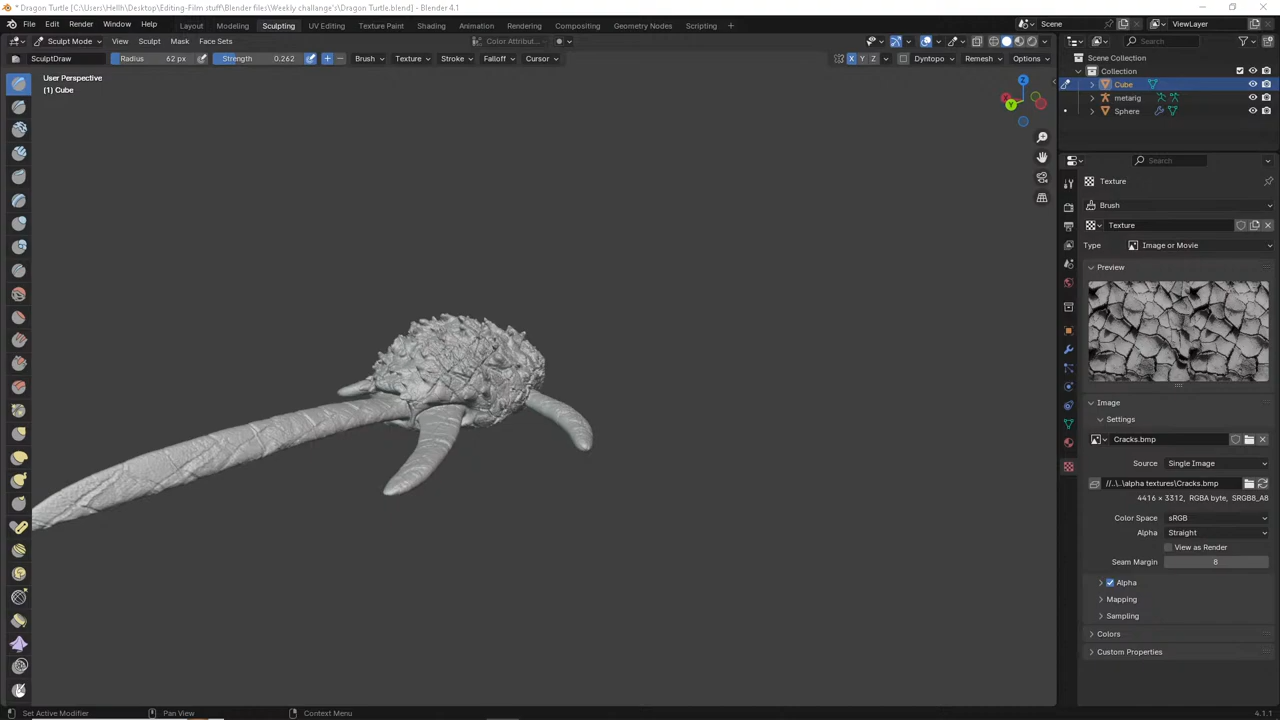 * Dragon Turtle [C:\Users\Hellh\Desktop\Editing-Film stuff\Blender files\Weekly challange's\Dragon Turtle.blend] - Blender 4.1
File Edit Render Window Help Layout Modeling Sculpting UV Editing Texture Paint Shading Animation Rendering Compositing Geometry Nodes Scripting + Scene ViewLayer
Sculpt Mode View Sculpt Mask Face Sets Color Attribut... Search
SculptDraw Radius 62 px Strength 0.262 Brush Texture Stroke Falloff Cursor X Y Z Dyntopo Remesh Options
Scene Collection
Collection
User Perspective
(1) Cube
Cube
metarig
Sphere
Z
Y
Search
Texture
Brush
Texture
Type Image or Movie
Preview
Image
Settings
Cracks.bmp
Source Single Image
//..\..\alpha textures\Cracks.bmp
4416 × 3312, RGBA byte, SRGB8_A8
Color Space sRGB
Alpha Straight
View as Render
Seam Margin 8
Alpha
Mapping
Sampling
Colors
Custom Properties
Set Active Modifier Pan View Context Menu 4.1.1